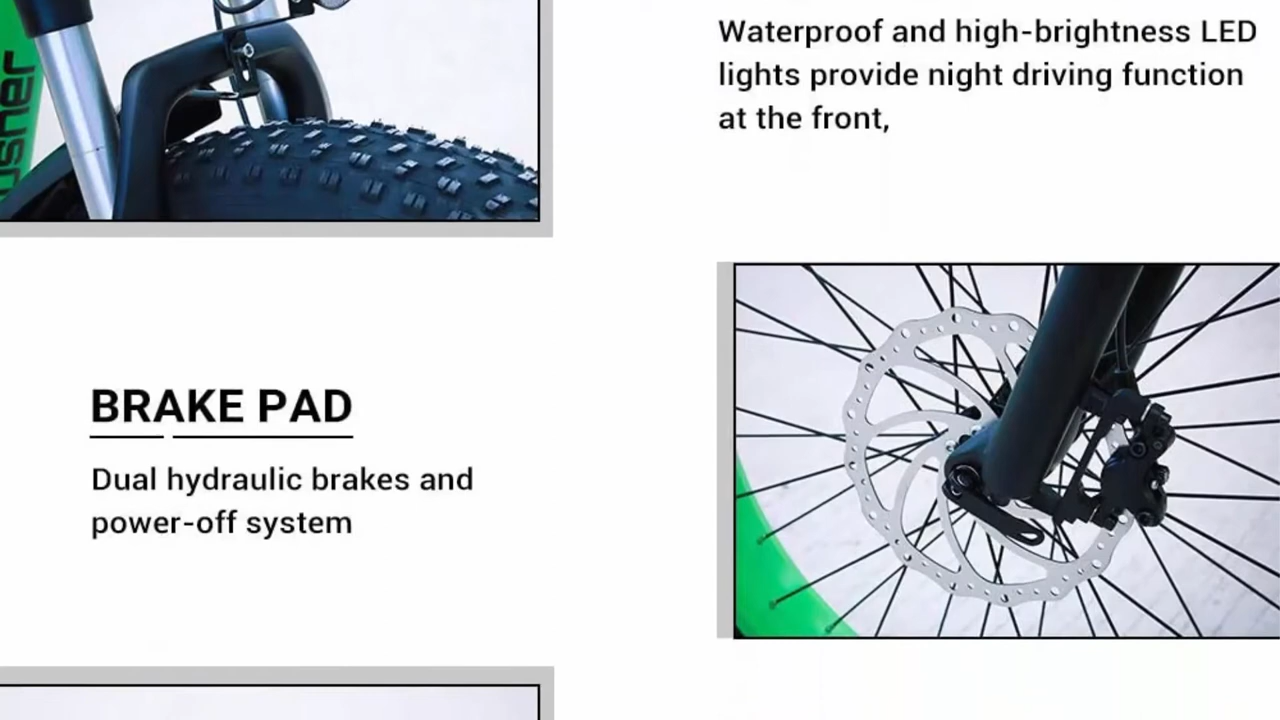 Waterproof and high-brightness LED
lights provide night driving function
at the front,
BRAKE PAD
Dual hydraulic brakes and
power-off system